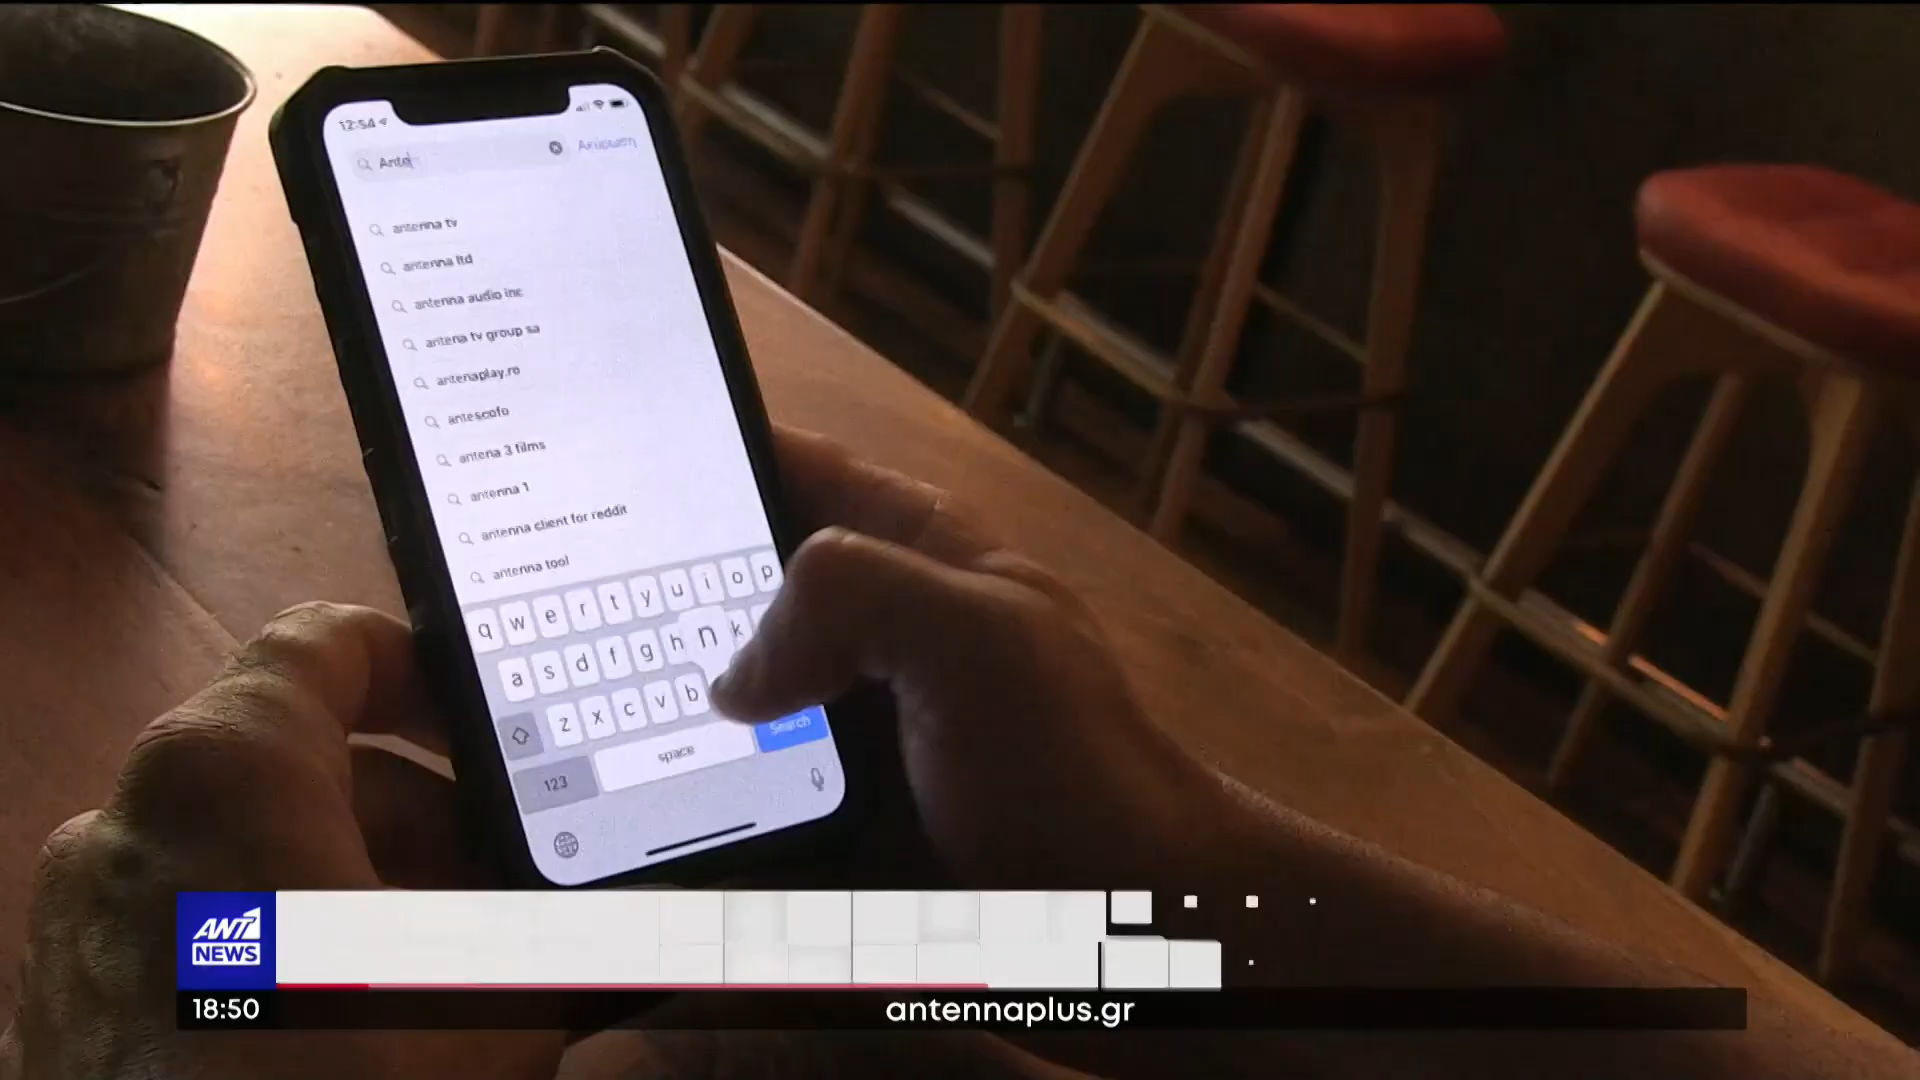 12:54
Ante Ακύρωση
antenna tv
antenna ltd
antenna audio inc
antena tv group sa
antenaplay.ro
antescofo
antena 3 films
antenna 1
antenna client for reddit
antenna tool
q w e r t y u i o p
a s d f g h n k
z x c v b
123 space Search
ANT1
NEWS
18:50 antennaplus.gr